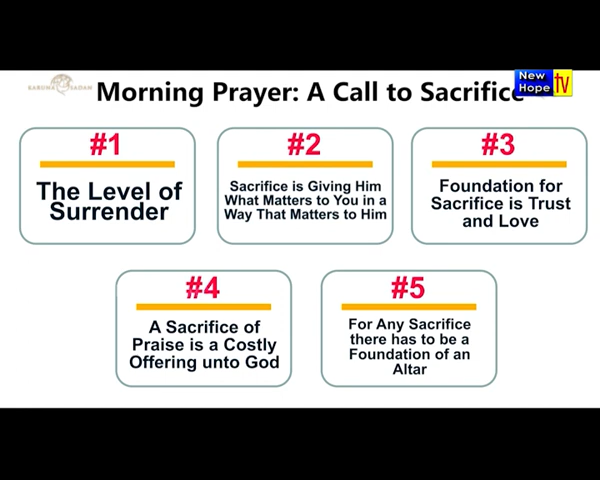 KARUNA SADAN
New
Hope
TV
Morning Prayer: A Call to Sacrifice
#1
The Level of
Surrender
#2
Sacrifice is Giving Him
What Matters to You in a
Way That Matters to Him
#3
Foundation for
Sacrifice is Trust
and Love
#4
A Sacrifice of
Praise is a Costly
Offering unto God
#5
For Any Sacrifice
there has to be a
Foundation of an
Altar